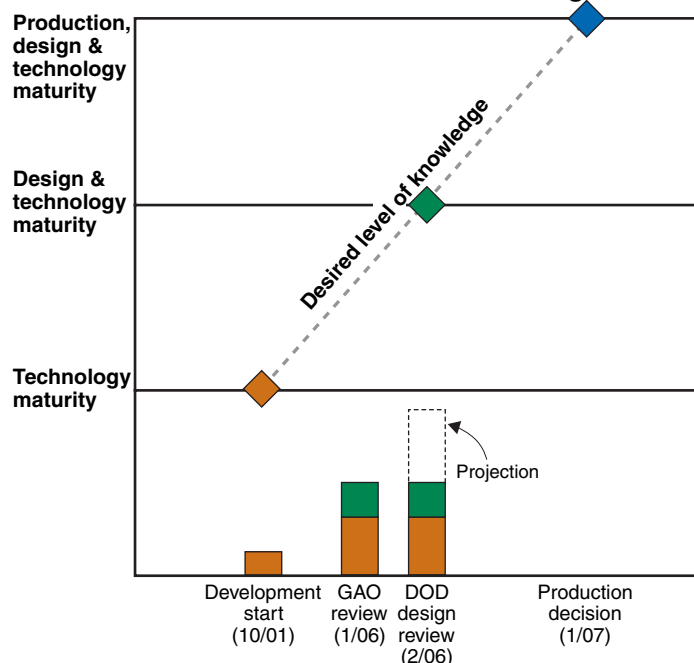 Production,
design &
technology
maturity
Design &
technology
maturity
Technology
maturity
Desired level of knowledge
Projection
Development
start
(10/01)
GAO
review
(1/06)
DOD
design
review
(2/06)
Production
decision
(1/07)